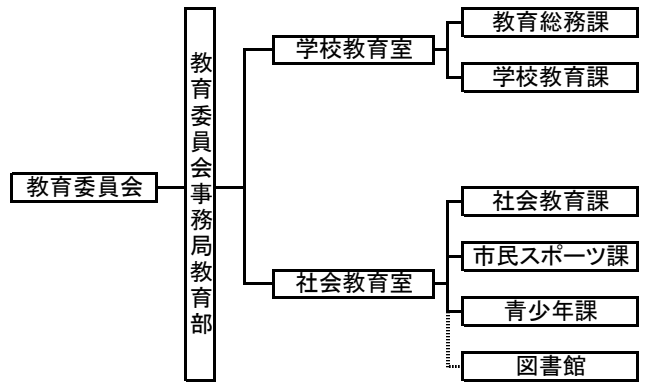 教育委員会
教育委員会事務局教育部
学校教育室
教育総務課
学校教育課
社会教育室
社会教育課
市民スポーツ課
青少年課
図書館